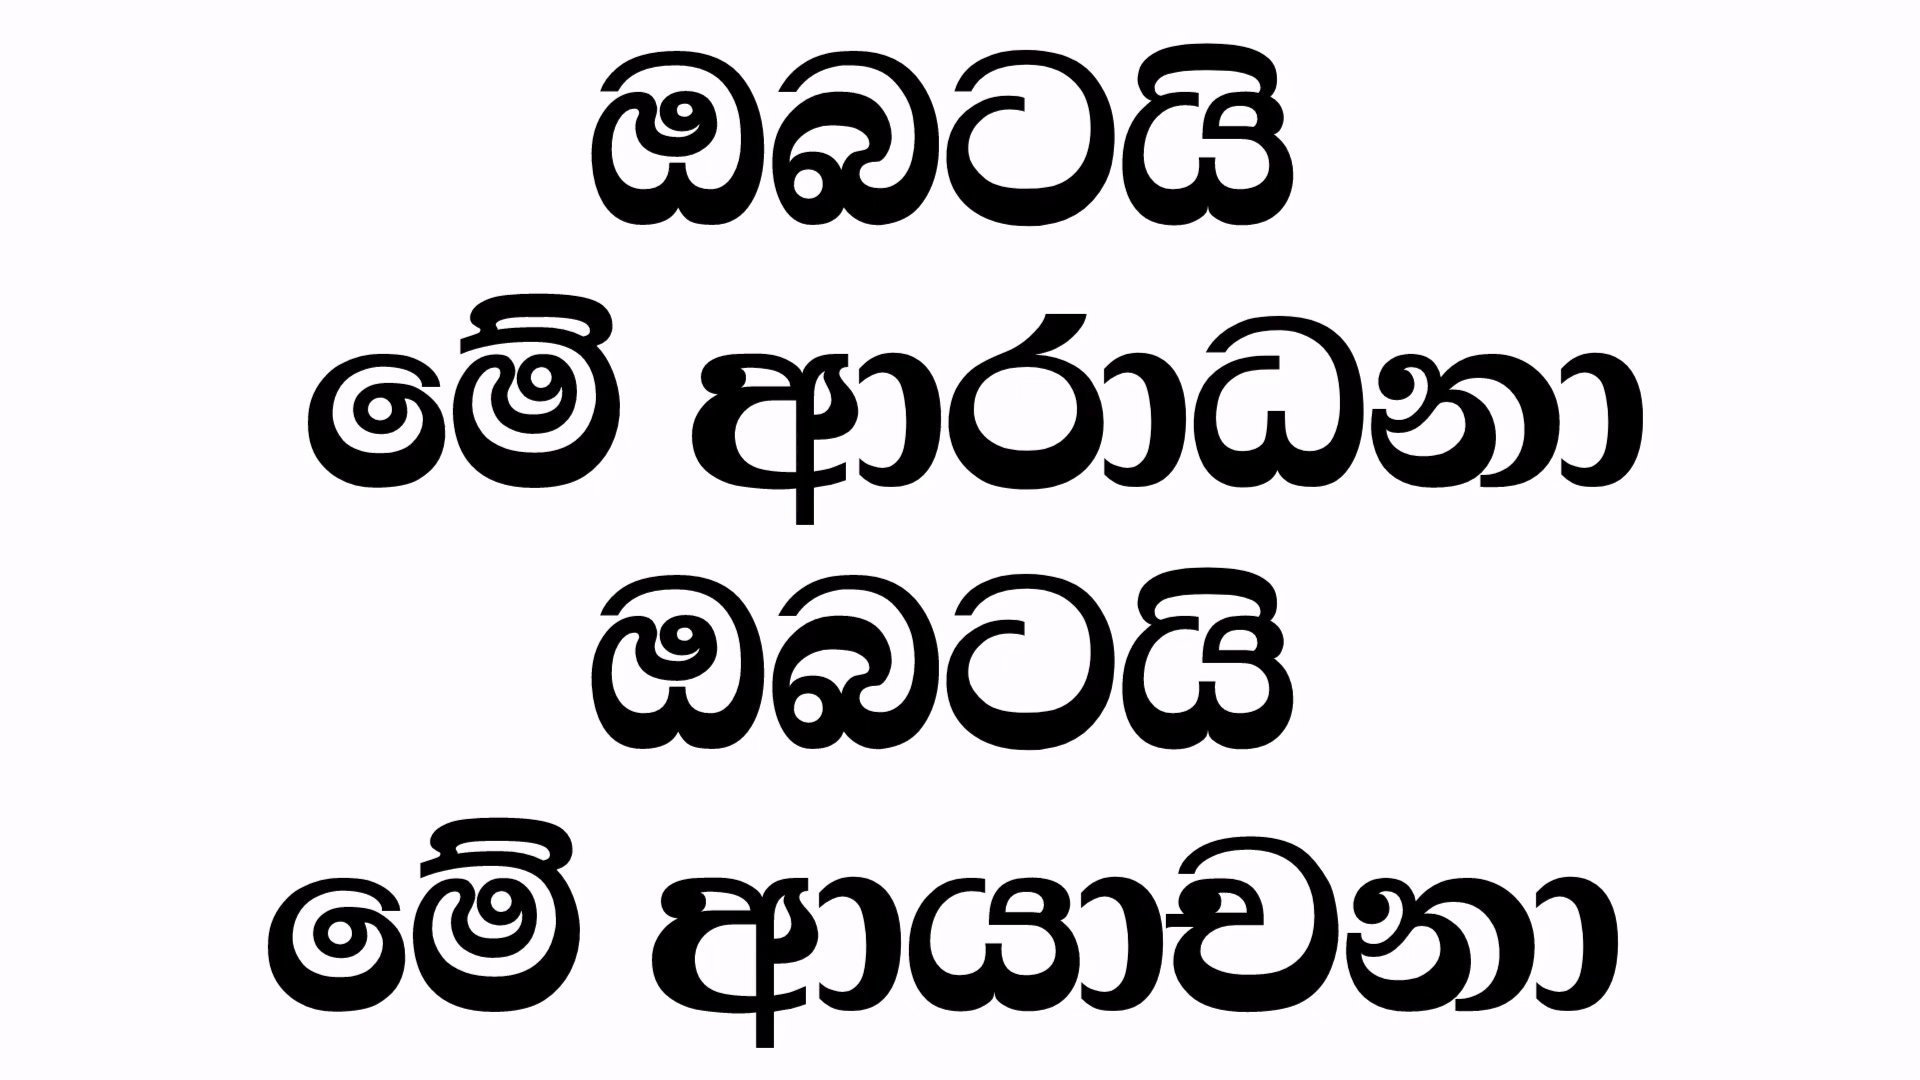 ඔබටයි
මේ ආරාධනා
ඔබටයි
මේ ආයාචනා